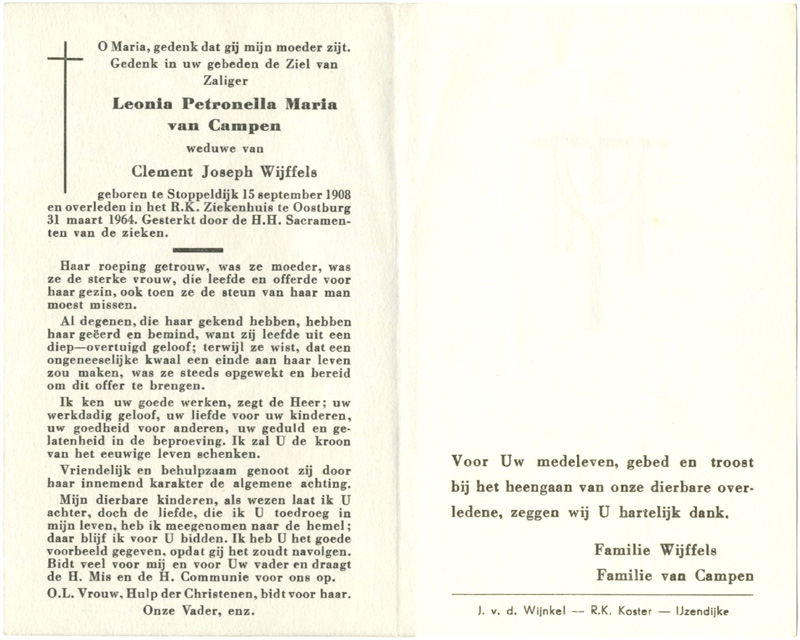 O Maria, gedenk dat gij mijn moeder zijt.
Gedenk in uw gebeden de Ziel van
Zaliger
Leonia Petronella Maria
van Campen
weduwe van
Clement Joseph Wijffels
geboren te Stoppeldijk 15 september 1908
en overleden in het R.K. Ziekenhuis te Oostburg
31 maart 1964. Gesterkt door de H.H. Sacramen-
ten van de zieken.
Haar roeping getrouw, was ze moeder, was
ze de sterke vrouw, die leefde en offerde voor
haar gezin, ook toen ze de steun van haar man
moest missen.
Al degenen, die haar gekend hebben, hebben
haar geëerd en bemind, want zij leefde uit een
diep—overtuigd geloof; terwijl ze wist, dat een
ongeneeselijke kwaal een einde aan haar leven
zou maken, was ze steeds opgewekt en bereid
om dit offer te brengen.
Ik ken uw goede werken, zegt de Heer; uw
werkdadig geloof, uw liefde voor uw kinderen,
uw goedheid voor anderen, uw geduld en ge-
latenheid in de beproeving. Ik zal U de kroon
van het eeuwige leven schenken.
Vriendelijk en behulpzaam genoot zij door
haar innemend karakter de algemene achting.
Mijn dierbare kinderen, als wezen laat ik U
achter, doch de liefde, die ik U toedroeg in
mijn leven, heb ik meegenomen naar de hemel;
daar blijf ik voor U bidden. Ik heb U het goede
voorbeeld gegeven, opdat gij het zoudt navolgen.
Bidt veel voor mij en voor Uw vader en draagt
de H. Mis en de H. Communie voor ons op.
O.L. Vrouw, Hulp der Christenen, bidt voor haar.
Onze Vader, enz.
Voor Uw medeleven, gebed en troost
bij het heengaan van onze dierbare over-
ledene, zeggen wij U hartelijk dank.
Familie Wijffels
Familie van Campen
J. v. d. Wijnkel — R.K. Koster — IJzendijke